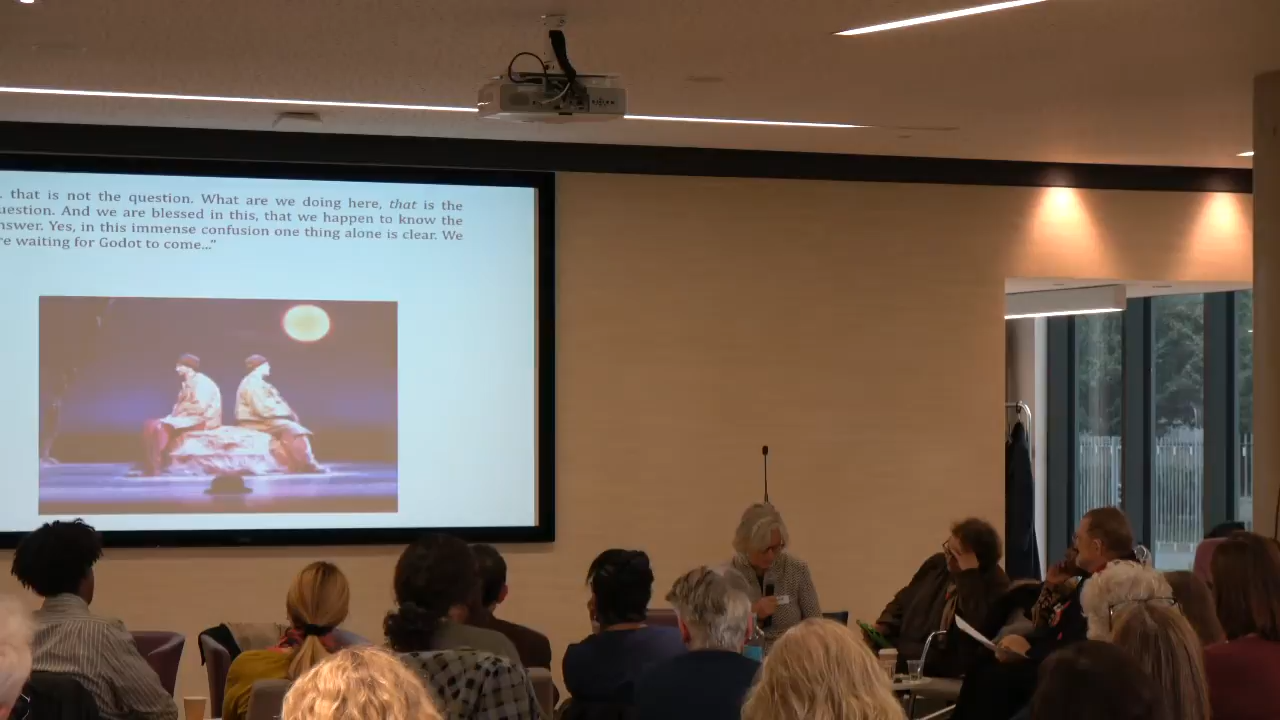 . that is not the question. What are we doing here, that is the
uestion. And we are blessed in this, that we happen to know the
nswer. Yes, in this immense confusion one thing alone is clear. We
re waiting for Godot to come..."